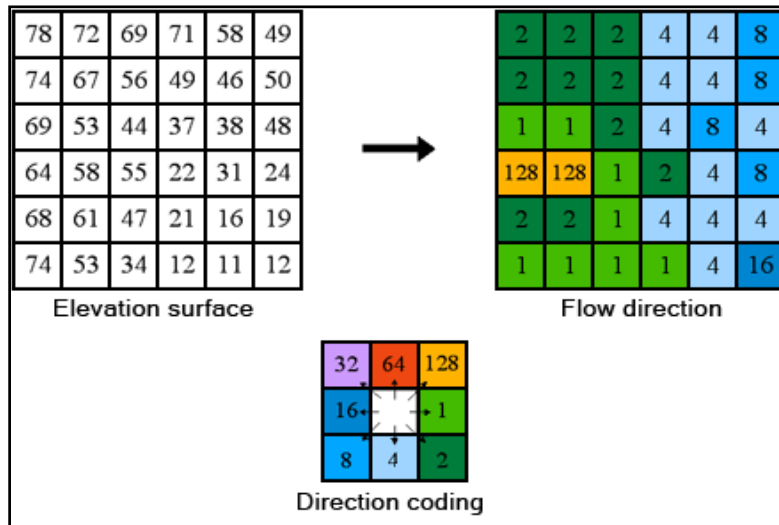 78 72 69 71 58 49 2 2 2 4 4 8
74 67 56 49 46 50 2 2 2 4 4 8
69 53 44 37 38 48 1 1 2 4 8 4
64 58 55 22 31 24 128 128 1 2 4 8
68 61 47 21 16 19 2 2 1 4 4 4
74 53 34 12 11 12 1 1 1 1 4 16
Elevation surface Flow direction
32 64 128
16 1
8 4 2
Direction coding